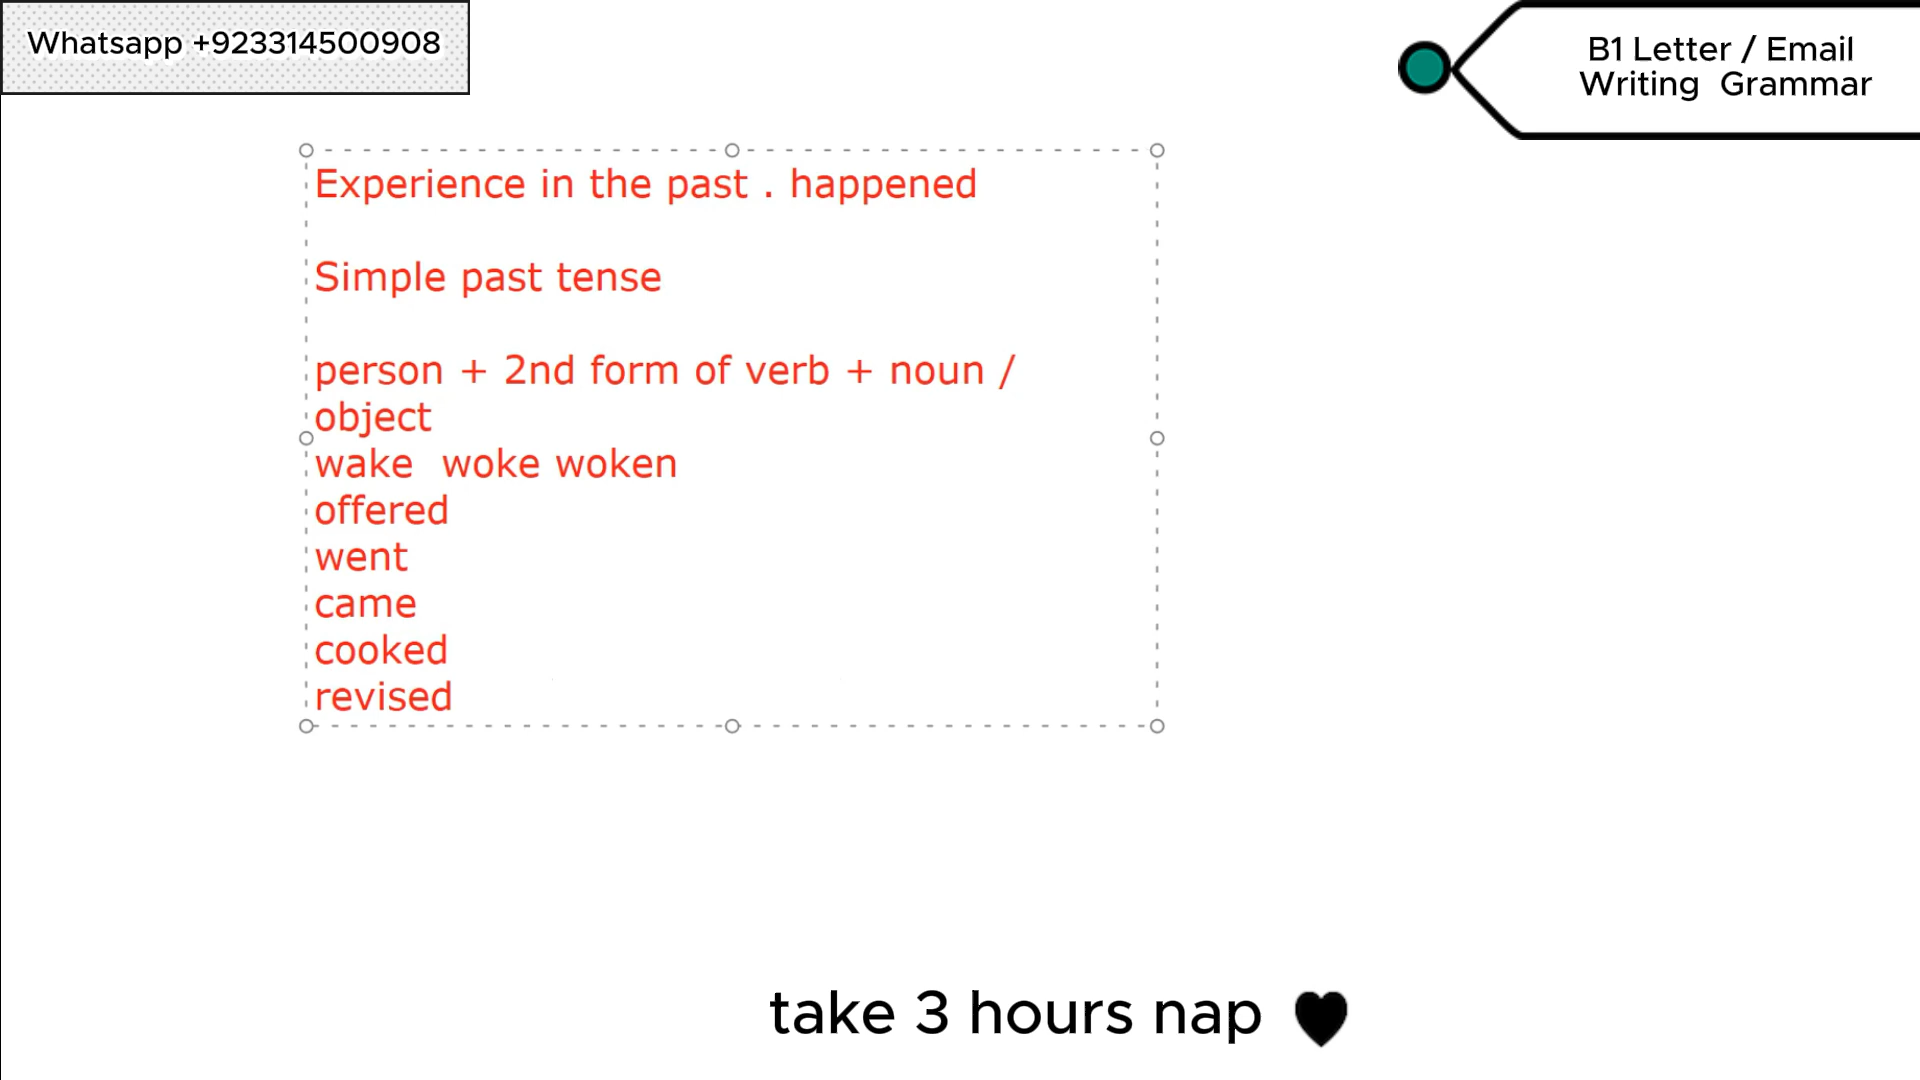 Whatsapp +923314500908
B1 Letter / Email
Writing Grammar
Experience in the past . happened
Simple past tense
person + 2nd form of verb + noun /
object
wake woke woken
offered
went
came
cooked
revised
take 3 hours nap